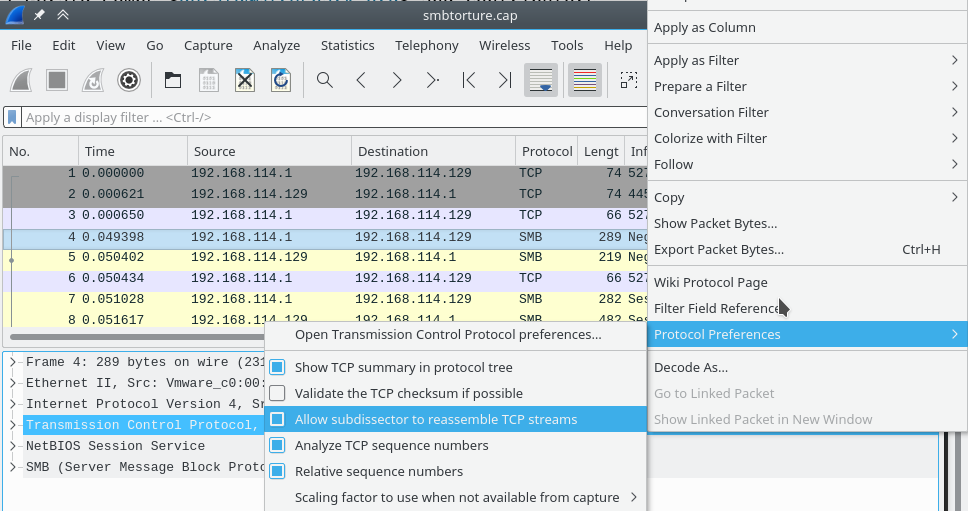 smbtorture.cap
File Edit View Go Capture Analyze Statistics Telephony Wireless Tools Help
Apply a display filter ... <Ctrl-/>
No. Time Source Destination Protocol Lengt Inf
1 0.000000 192.168.114.1 192.168.114.129 TCP 74 527
2 0.000621 192.168.114.129 192.168.114.1 TCP 74 445
3 0.000650 192.168.114.1 192.168.114.129 TCP 66 527
4 0.049398 192.168.114.1 192.168.114.129 SMB 289 Neg
5 0.050402 192.168.114.129 192.168.114.1 SMB 219 Neg
6 0.050434 192.168.114.1 192.168.114.129 TCP 66 527
7 0.051028 192.168.114.1 192.168.114.129 SMB 282 Ses
8 0.051617 192.168.114.129 192.168.114.1 SMB 482 Ses
Frame 4: 289 bytes on wire (231
Ethernet II, Src: Vmware_c0:00:
Internet Protocol Version 4, Sr
Transmission Control Protocol,
NetBIOS Session Service
SMB (Server Message Block Proto
Apply as Column
Apply as Filter
Prepare a Filter
Conversation Filter
Colorize with Filter
Follow
Copy
Show Packet Bytes...
Export Packet Bytes... Ctrl+H
Wiki Protocol Page
Filter Field Reference
Protocol Preferences
Decode As...
Go to Linked Packet
Show Linked Packet in New Window
Open Transmission Control Protocol preferences...
Show TCP summary in protocol tree
Validate the TCP checksum if possible
Allow subdissector to reassemble TCP streams
Analyze TCP sequence numbers
Relative sequence numbers
Scaling factor to use when not available from capture